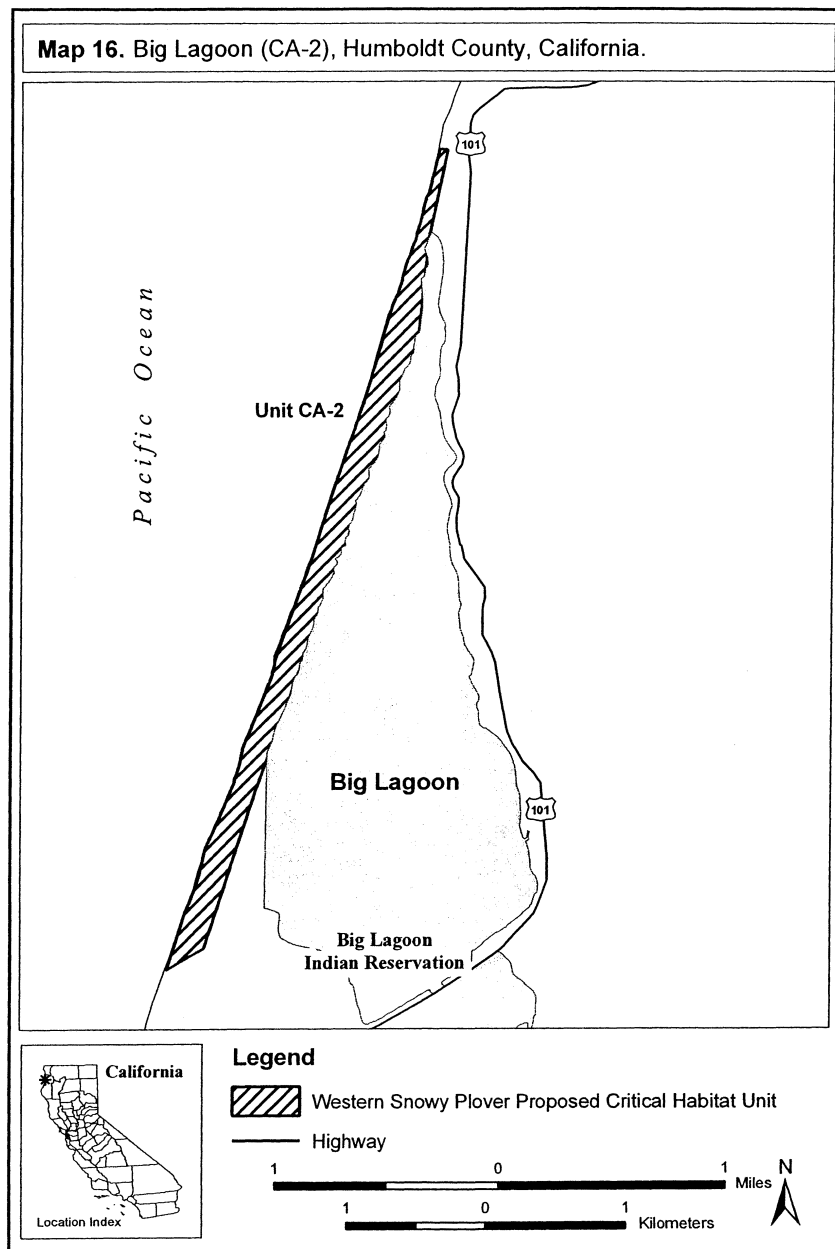 Map 16. Big Lagoon (CA-2), Humboldt County, California.
101
Pacific Ocean
Unit CA-2
Big Lagoon
101
Big Lagoon
Indian Reservation
California
Location Index
Legend
Western Snowy Plover Proposed Critical Habitat Unit
Highway
1 0 1 Miles
1 0 1 Kilometers
N